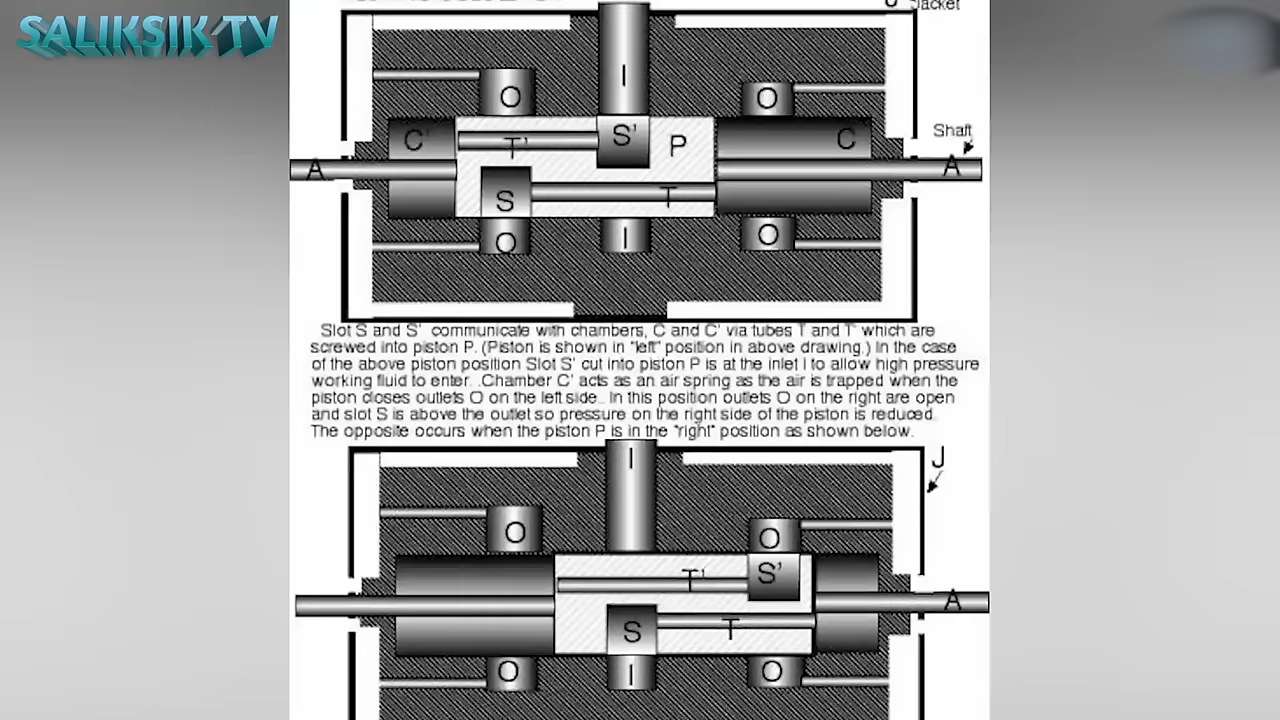 SALIKSIK TV
Jacket
I
O
O
C'
S'
P
C
Shaft
T'
A
A
S
T
O
I
O
Slot S and S' communicate with chambers, C and C' via tubes T and T' which are
screwed into piston P. (Piston is shown in "left" position in above drawing.) In the case
of the above piston position Slot S' cut into piston P is at the inlet I to allow high pressure
working fluid to enter. .Chamber C' acts as an air spring as the air is trapped when the
piston closes outlets O on the left side.. In this position outlets O on the right are open
and slot S is above the outlet so pressure on the right side of the piston is reduced.
The opposite occurs when the piston P is in the "right" position as shown below.
I
J
O
O
T'
S'
A
S
T
O
I
O